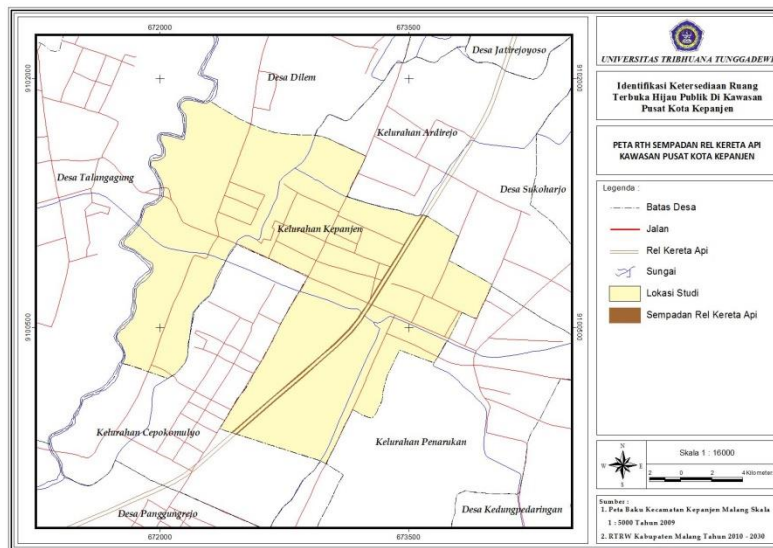 672000
673500
9102000
9102000
Desa Jatirejoyoso
Desa Dilem
Kelurahan Ardirejo
Desa Talangagung
Desa Sukoharjo
Kelurahan Kepanjen
9100500
9100500
Kelurahan Cepokomulyo
Kelurahan Penarukan
Desa Panggungrejo
Desa Kedungpedaringan
672000
673500
UNIVERSITAS TRIBHUANA TUNGGADEWI
Identifikasi Ketersediaan Ruang
Terbuka Hijau Publik Di Kawasan
Pusat Kota Kepanjen
PETA RTH SEMPADAN REL KERETA API
KAWASAN PUSAT KOTA KEPANJEN
Legenda :
Batas Desa
Jalan
Rel Kereta Api
Sungai
Lokasi Studi
Sempadan Rel Kereta Api
N
W E
S
Skala 1 : 16000
2 0 2 4 Kilometer
Sumber :
1. Peta Baku Kecamatan Kepanjen Malang Skala
1 : 5000 Tahun 2009
2. RTRW Kabupaten Malang Tahun 2010 - 2030